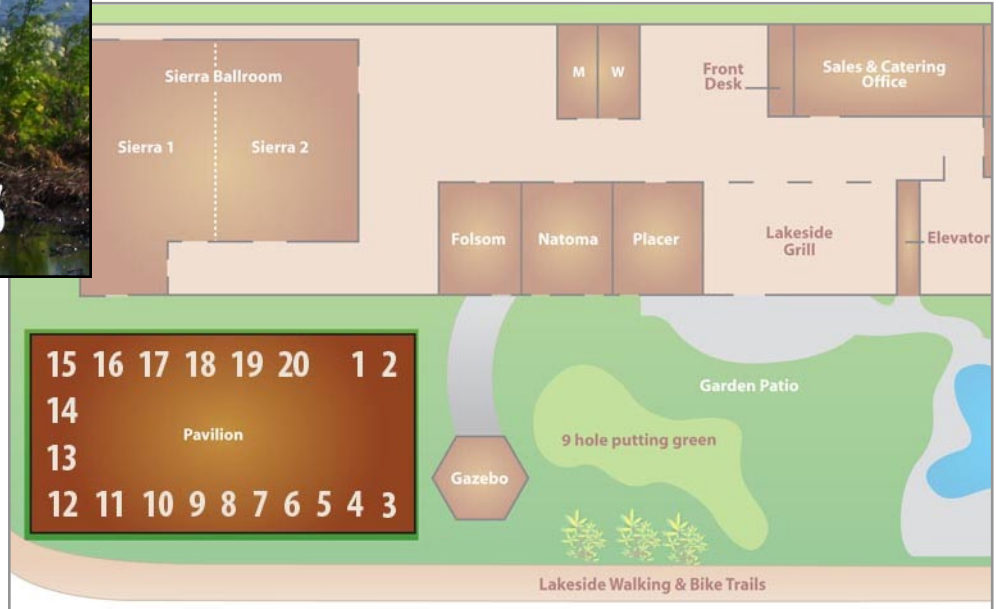 Sierra Ballroom
Sierra 1
Sierra 2
M
W
Front
Desk
Sales & Catering
Office
Folsom
Natoma
Placer
Lakeside
Grill
Elevator
15 16 17 18 19 20 1 2
14
Pavilion
13
12 11 10 9 8 7 6 5 4 3
Garden Patio
9 hole putting green
Gazebo
Lakeside Walking & Bike Trails